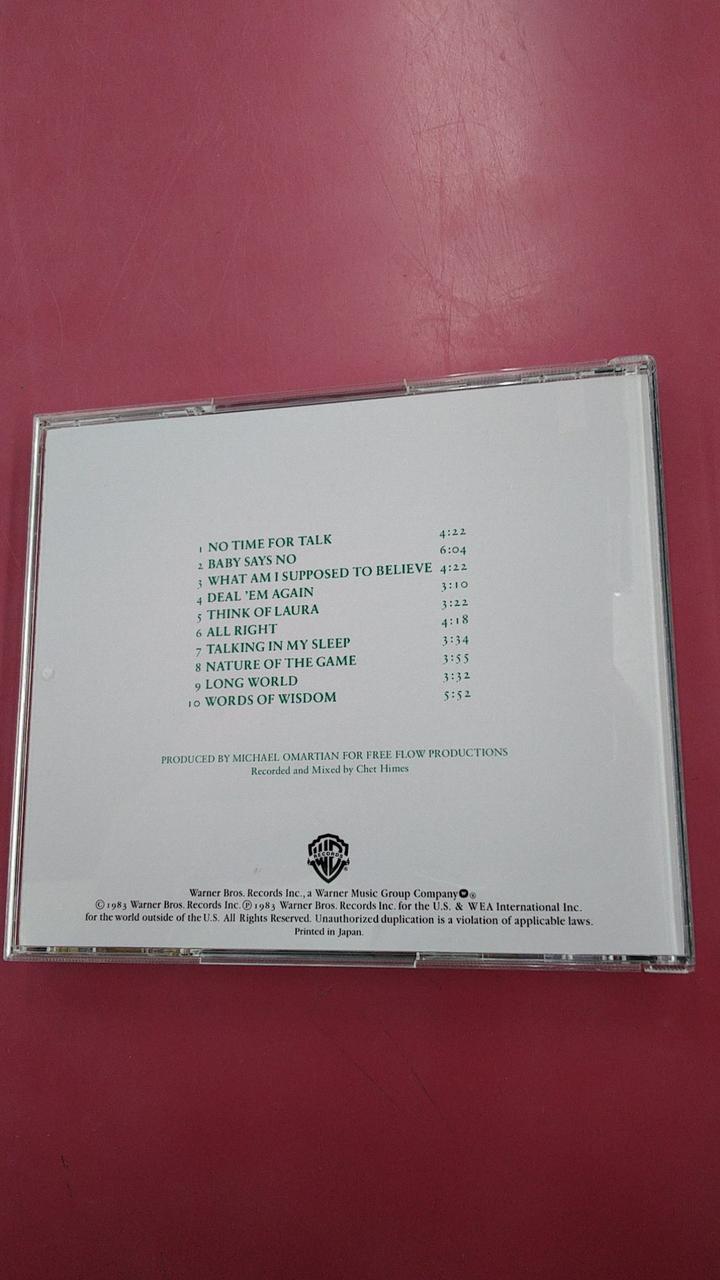 1 NO TIME FOR TALK 4:22
2 BABY SAYS NO 6:04
3 WHAT AM I SUPPOSED TO BELIEVE 4:22
4 DEAL 'EM AGAIN 3:10
5 THINK OF LAURA 3:22
6 ALL RIGHT 4:18
7 TALKING IN MY SLEEP 3:34
8 NATURE OF THE GAME 3:55
9 LONG WORLD 3:32
10 WORDS OF WISDOM 5:52
PRODUCED BY MICHAEL OMARTIAN FOR FREE FLOW PRODUCTIONS
Recorded and Mixed by Chet Himes
RECORDS
Warner Bros. Records Inc., a Warner Music Group Company ®
© 1983 Warner Bros. Records Inc. ℗ 1983 Warner Bros. Records Inc. for the U.S. & WEA International Inc.
for the world outside of the U.S. All Rights Reserved. Unauthorized duplication is a violation of applicable laws.
Printed in Japan.